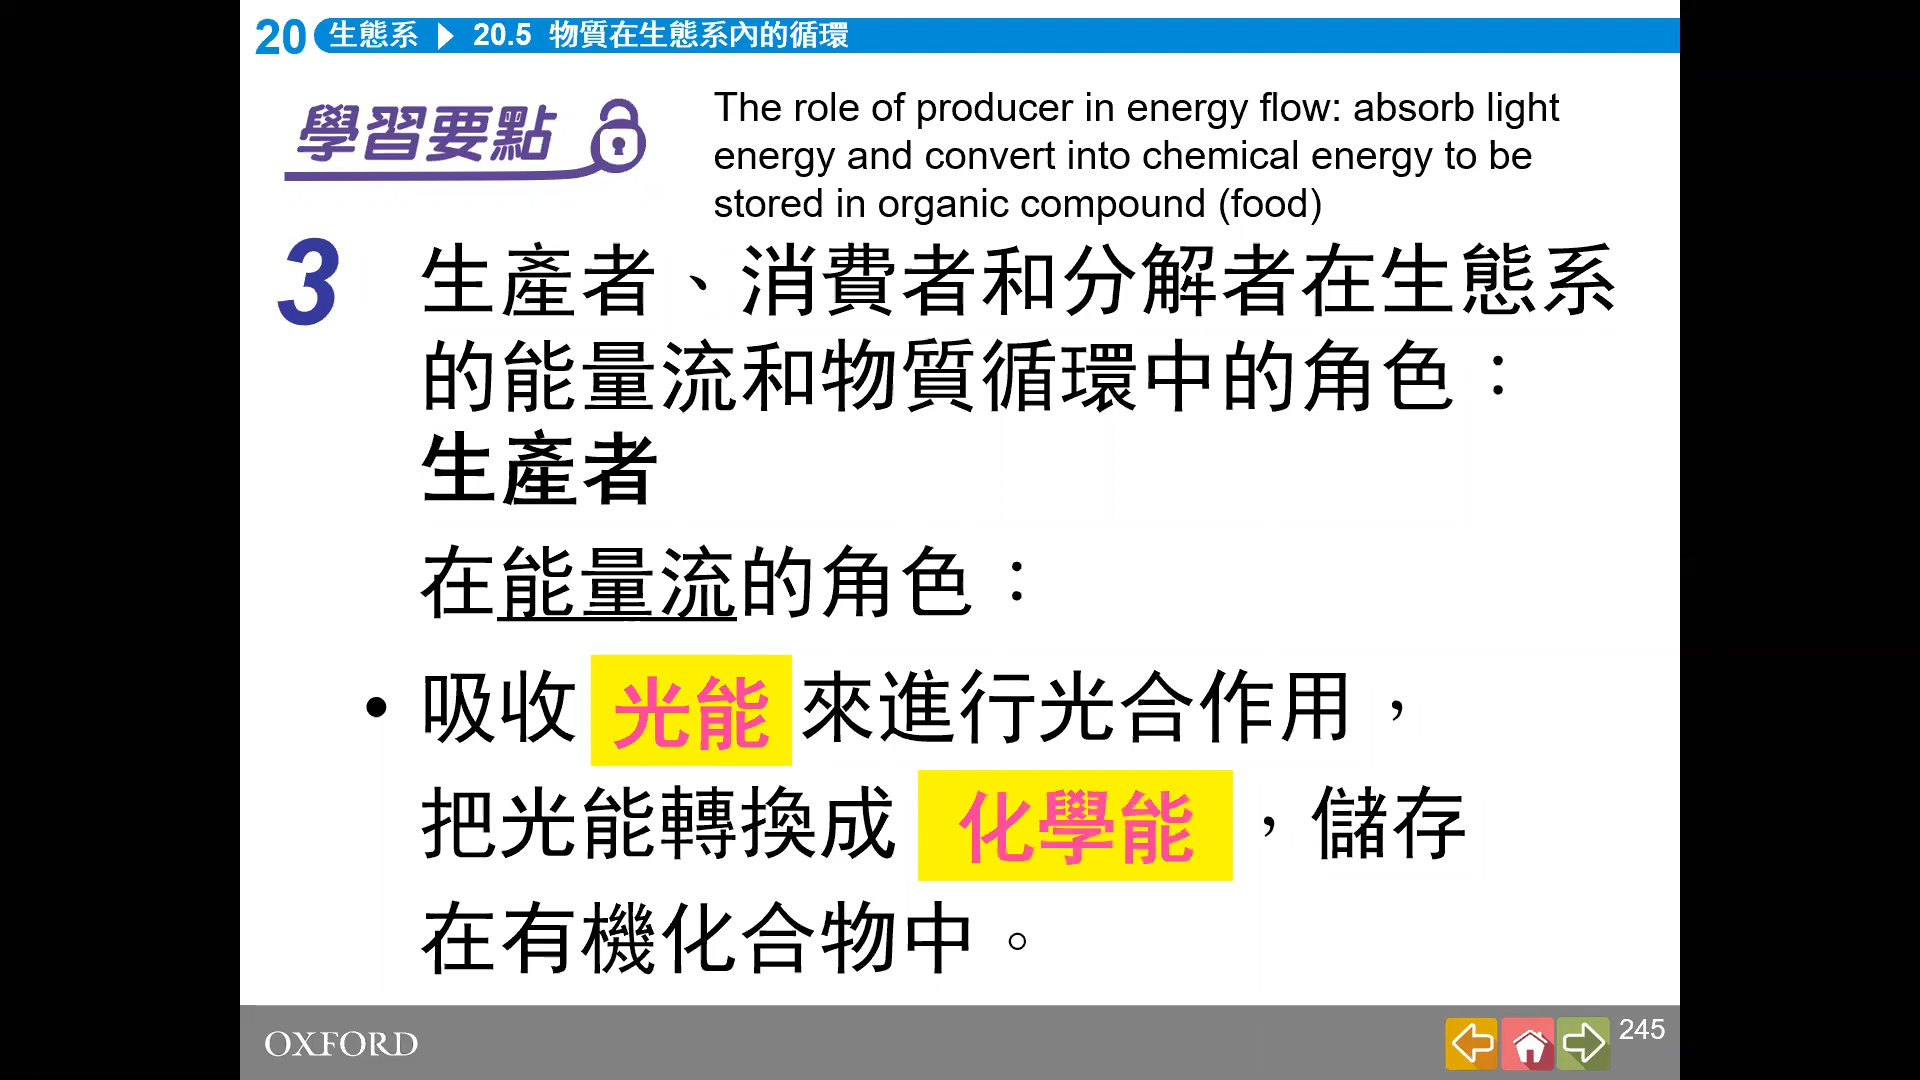 20 生態系 20.5 物質在生態系內的循環
學習要點
The role of producer in energy flow: absorb light
energy and convert into chemical energy to be
stored in organic compound (food)
3 生產者、消費者和分解者在生態系
的能量流和物質循環中的角色：
生產者
在能量流的角色：
• 吸收 光能 來進行光合作用，
把光能轉換成 化學能 ，儲存
在有機化合物中。
OXFORD
245